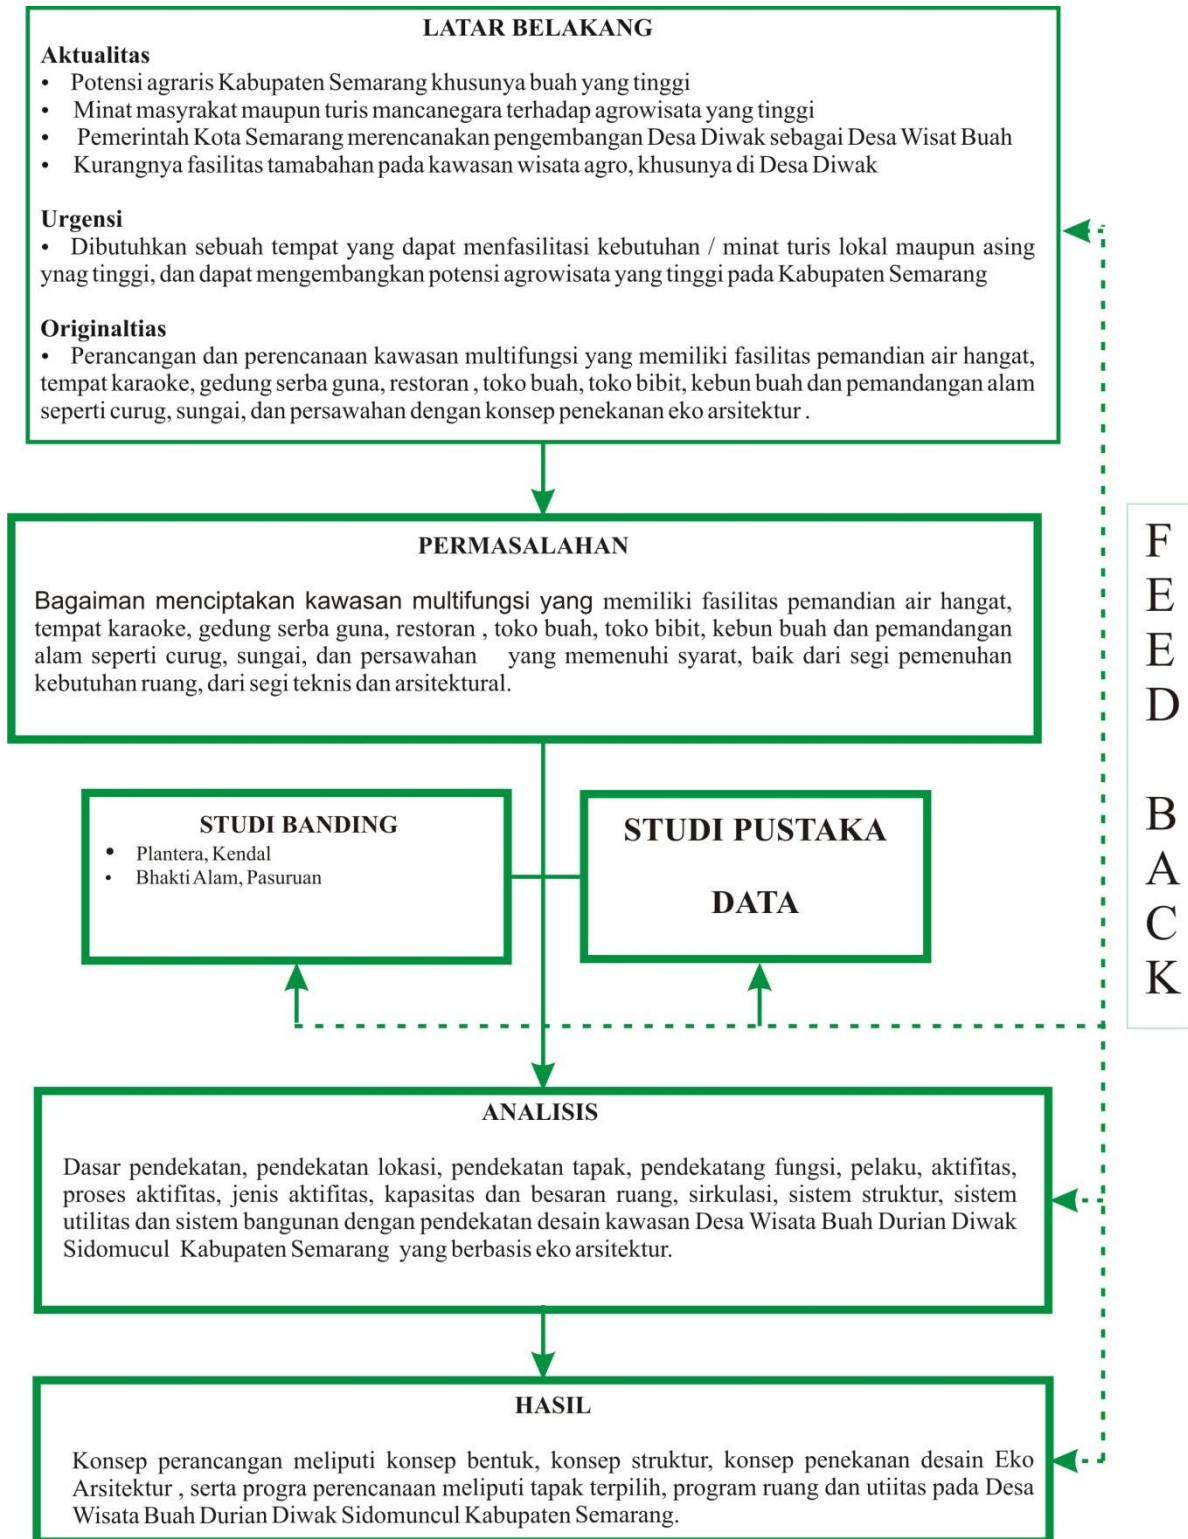 LATAR BELAKANG
Aktualitas
• Potensi agraris Kabupaten Semarang khusunya buah yang tinggi
• Minat masyrakat maupun turis mancanegara terhadap agrowisata yang tinggi
• Pemerintah Kota Semarang merencanakan pengembangan Desa Diwak sebagai Desa Wisat Buah
• Kurangnya fasilitas tamabahan pada kawasan wisata agro, khusunya di Desa Diwak
Urgensi
• Dibutuhkan sebuah tempat yang dapat menfasilitasi kebutuhan / minat turis lokal maupun asing
ynag tinggi, dan dapat mengembangkan potensi agrowisata yang tinggi pada Kabupaten Semarang
Originaltias
• Perancangan dan perencanaan kawasan multifungsi yang memiliki fasilitas pemandian air hangat,
tempat karaoke, gedung serba guna, restoran , toko buah, toko bibit, kebun buah dan pemandangan alam
seperti curug, sungai, dan persawahan dengan konsep penekanan eko arsitektur .
PERMASALAHAN
Bagaiman menciptakan kawasan multifungsi yang memiliki fasilitas pemandian air hangat,
tempat karaoke, gedung serba guna, restoran , toko buah, toko bibit, kebun buah dan pemandangan
alam seperti curug, sungai, dan persawahan yang memenuhi syarat, baik dari segi pemenuhan
kebutuhan ruang, dari segi teknis dan arsitektural.
STUDI BANDING
• Plantera, Kendal
• Bhakti Alam, Pasuruan
STUDI PUSTAKA
DATA
ANALISIS
Dasar pendekatan, pendekatan lokasi, pendekatan tapak, pendekatang fungsi, pelaku, aktifitas,
proses aktifitas, jenis aktifitas, kapasitas dan besaran ruang, sirkulasi, sistem struktur, sistem
utilitas dan sistem bangunan dengan pendekatan desain kawasan Desa Wisata Buah Durian Diwak
Sidomucul Kabupaten Semarang yang berbasis eko arsitektur.
HASIL
Konsep perancangan meliputi konsep bentuk, konsep struktur, konsep penekanan desain Eko
Arsitektur , serta progra perencanaan meliputi tapak terpilih, program ruang dan utiitas pada Desa
Wisata Buah Durian Diwak Sidomuncul Kabupaten Semarang.
FEED BACK